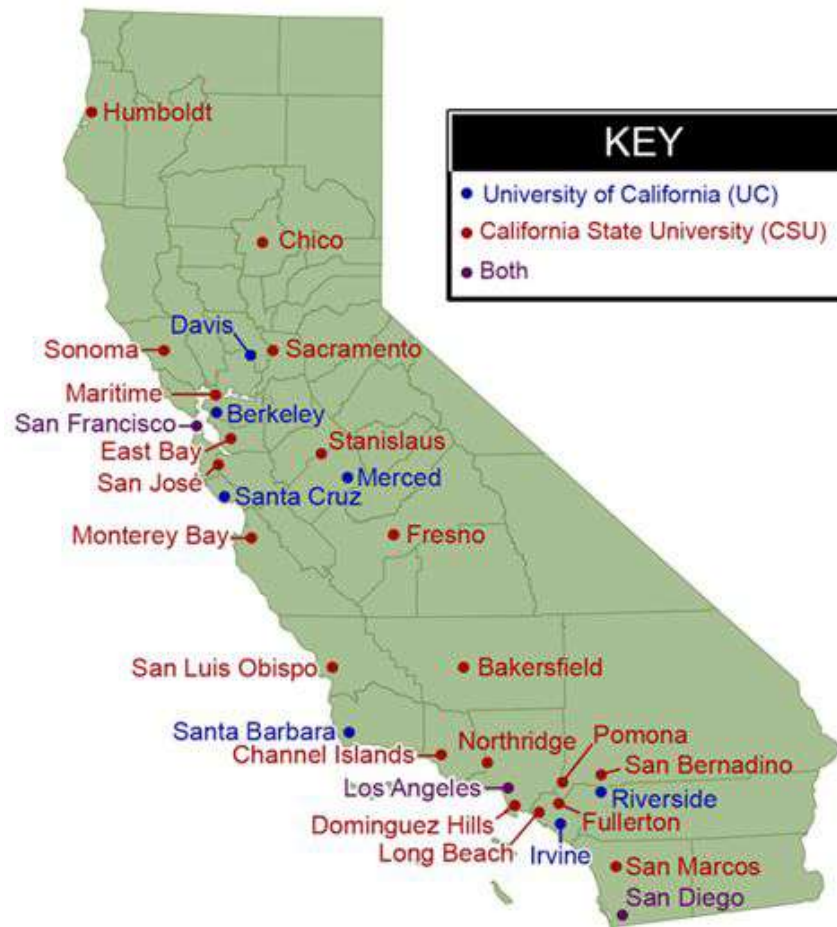 Humboldt
KEY
University of California (UC)
California State University (CSU)
Both
Chico
Davis
Sonoma
Sacramento
Maritime
San Francisco
Berkeley
East Bay
Stanislaus
San José
Merced
Santa Cruz
Monterey Bay
Fresno
San Luis Obispo
Bakersfield
Santa Barbara
Channel Islands
Northridge
Pomona
San Bernadino
Los Angeles
Riverside
Dominguez Hills
Fullerton
Long Beach
Irvine
San Marcos
San Diego